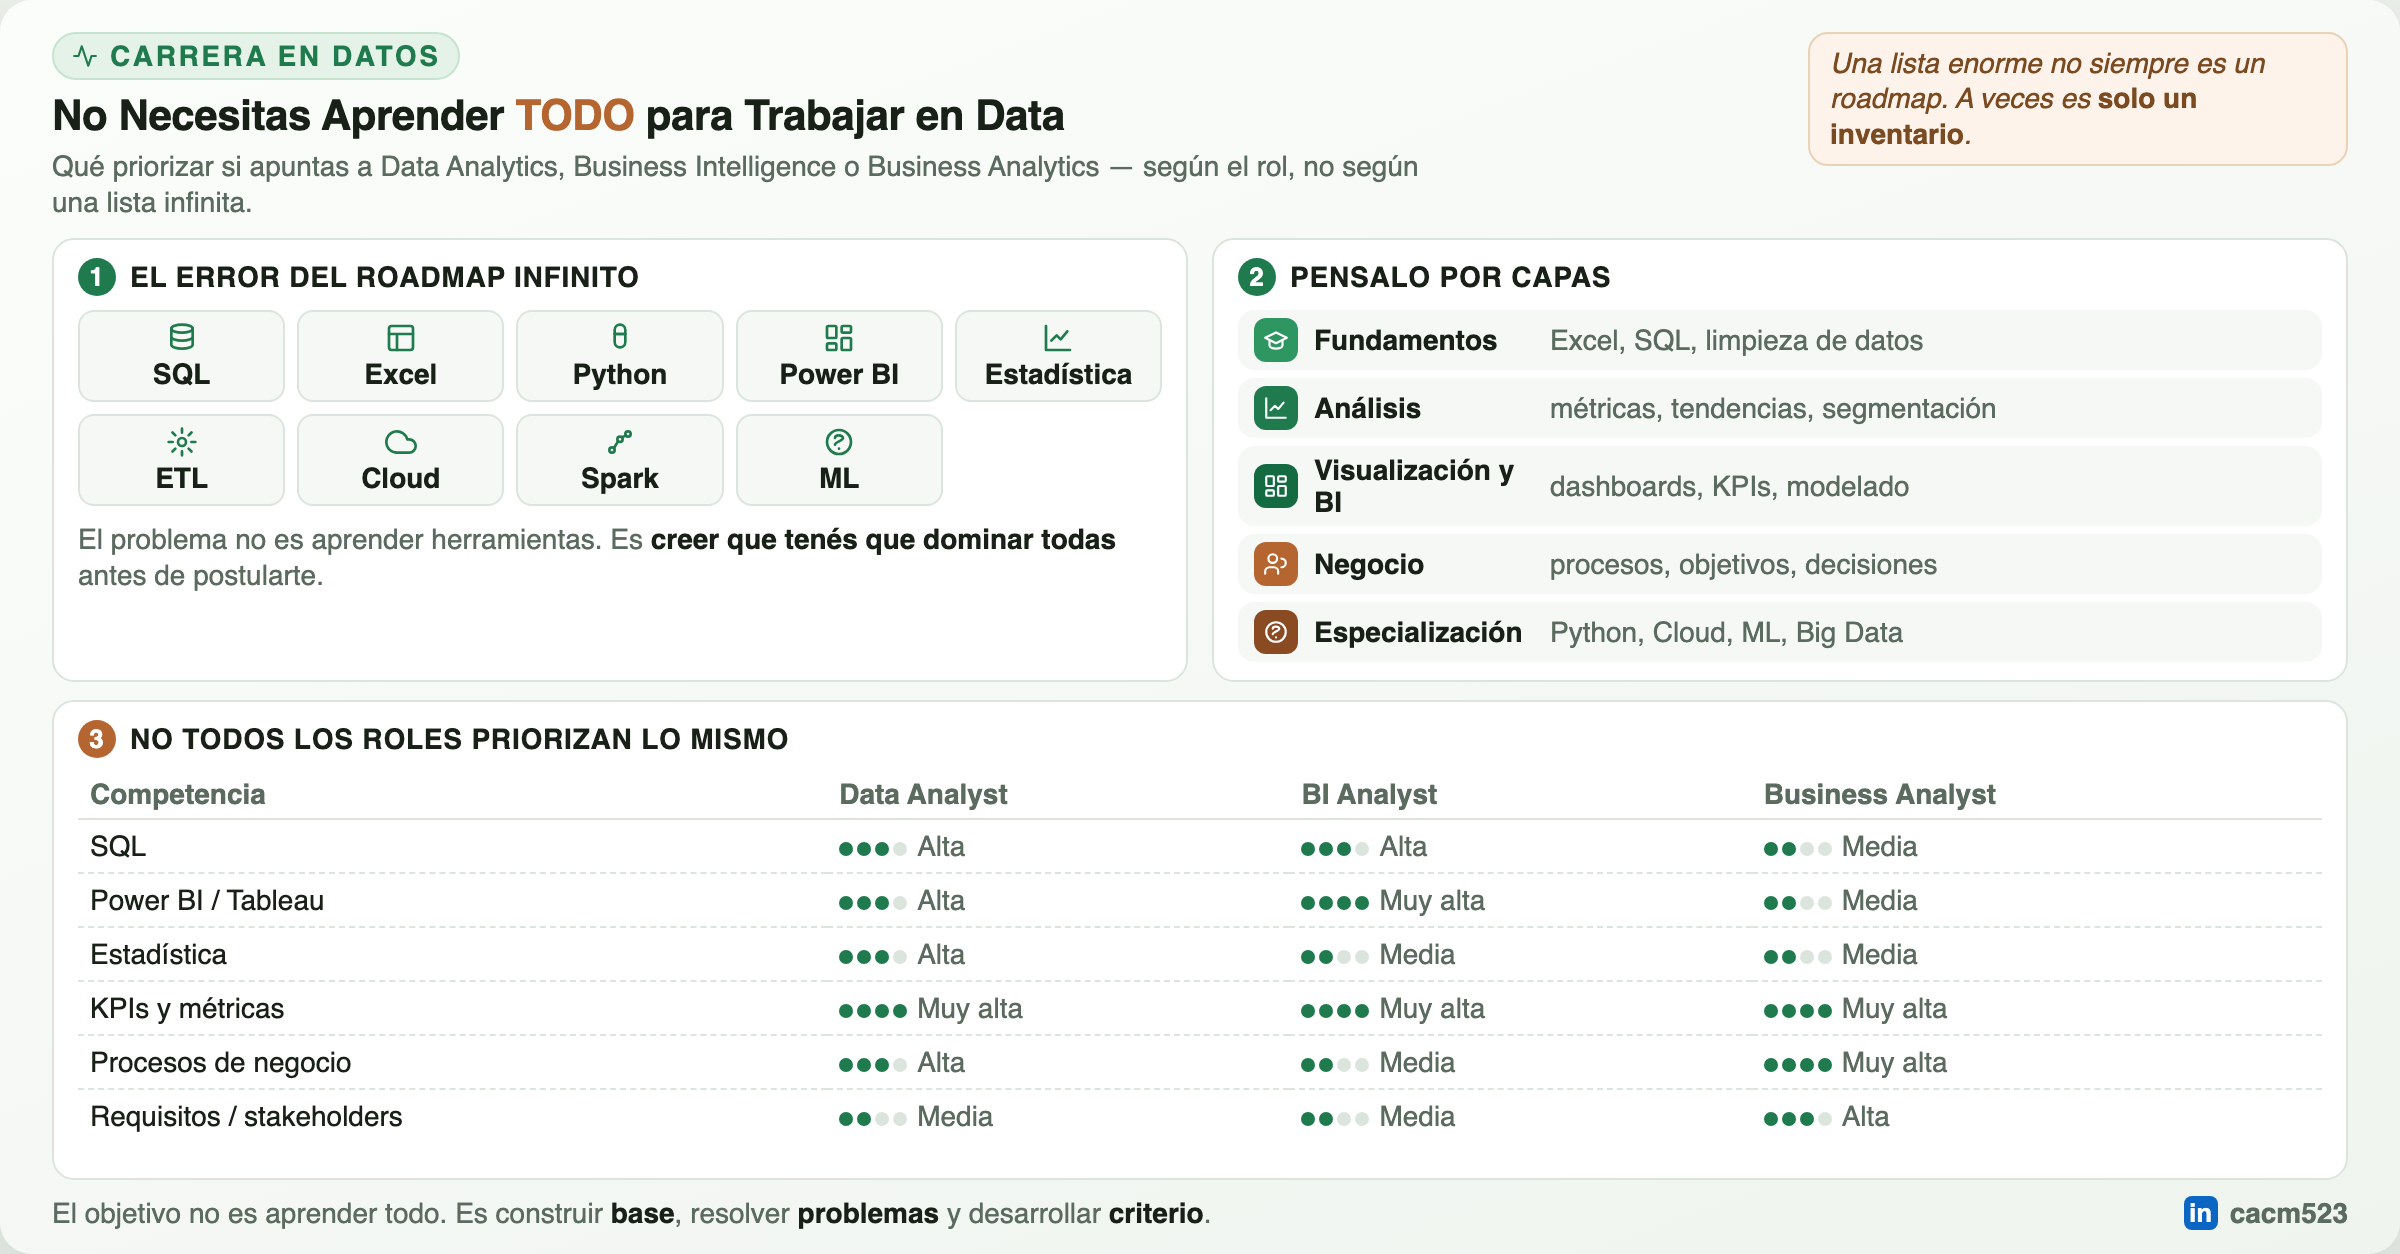 CARRERA EN DATOS
No Necesitas Aprender TODO para Trabajar en Data
Qué priorizar si apuntas a Data Analytics, Business Intelligence o Business Analytics — según el rol, no según
una lista infinita.
Una lista enorme no siempre es un
roadmap. A veces es solo un
inventario.
1 EL ERROR DEL ROADMAP INFINITO
SQL Excel Python Power BI Estadística
ETL Cloud Spark ML
El problema no es aprender herramientas. Es creer que tenés que dominar todas
antes de postularte.
2 PENSALO POR CAPAS
Fundamentos Excel, SQL, limpieza de datos
Análisis métricas, tendencias, segmentación
Visualización y
BI dashboards, KPIs, modelado
Negocio procesos, objetivos, decisiones
Especialización Python, Cloud, ML, Big Data
3 NO TODOS LOS ROLES PRIORIZAN LO MISMO
Competencia Data Analyst BI Analyst Business Analyst
SQL Alta Alta Media
Power BI / Tableau Alta Muy alta Media
Estadística Alta Media Media
KPIs y métricas Muy alta Muy alta Muy alta
Procesos de negocio Alta Media Muy alta
Requisitos / stakeholders Media Media Alta
El objetivo no es aprender todo. Es construir base, resolver problemas y desarrollar criterio.
in cacm523